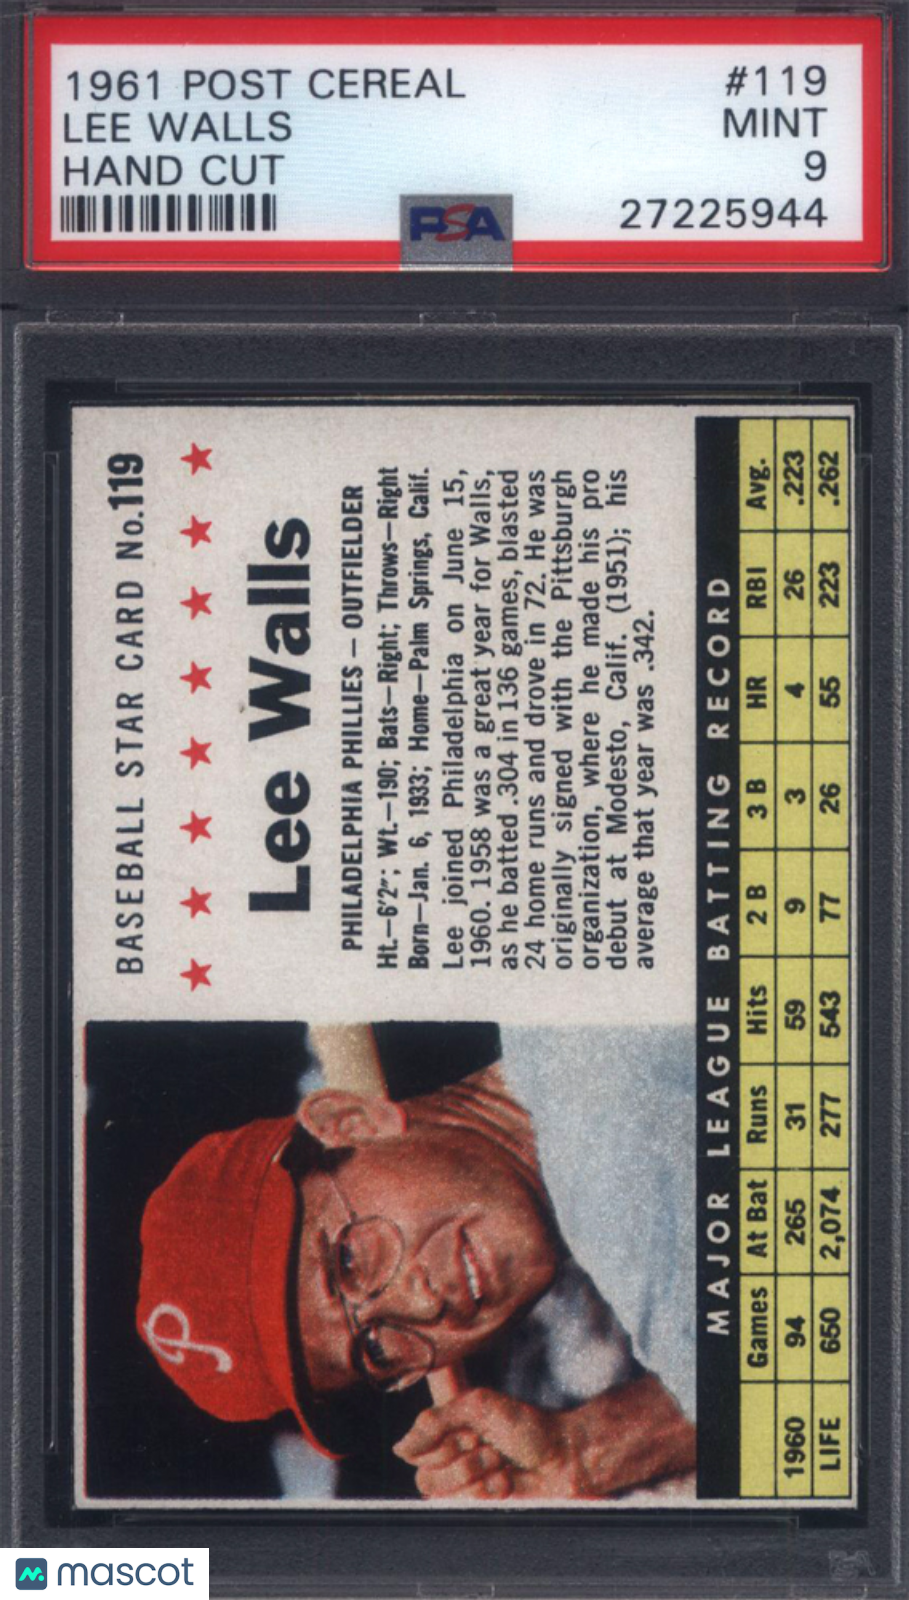 1961 POST CEREAL #119
LEE WALLS MINT
HAND CUT 9
PSA 27225944
BASEBALL STAR CARD No.119
Lee Walls
PHILADELPHIA PHILLIES – OUTFIELDER
Ht.–6'2"; Wt.–190; Bats–Right; Throws–Right
Born–Jan. 6, 1933; Home–Palm Springs, Calif.
Lee joined Philadelphia on June 15,
1960. 1958 was a great year for Walls,
as he batted .304 in 136 games, blasted
24 home runs and drove in 72. He was
originally signed with the Pittsburgh
organization, where he made his pro
debut at Modesto, Calif. (1951); his
average that year was .342.
P
MAJOR LEAGUE BATTING RECORD
Games At Bat Runs Hits 2 B 3 B HR RBI Avg.
1960 94 265 31 59 9 3 4 26 .223
LIFE 650 2,074 277 543 77 26 55 223 .262
mascot